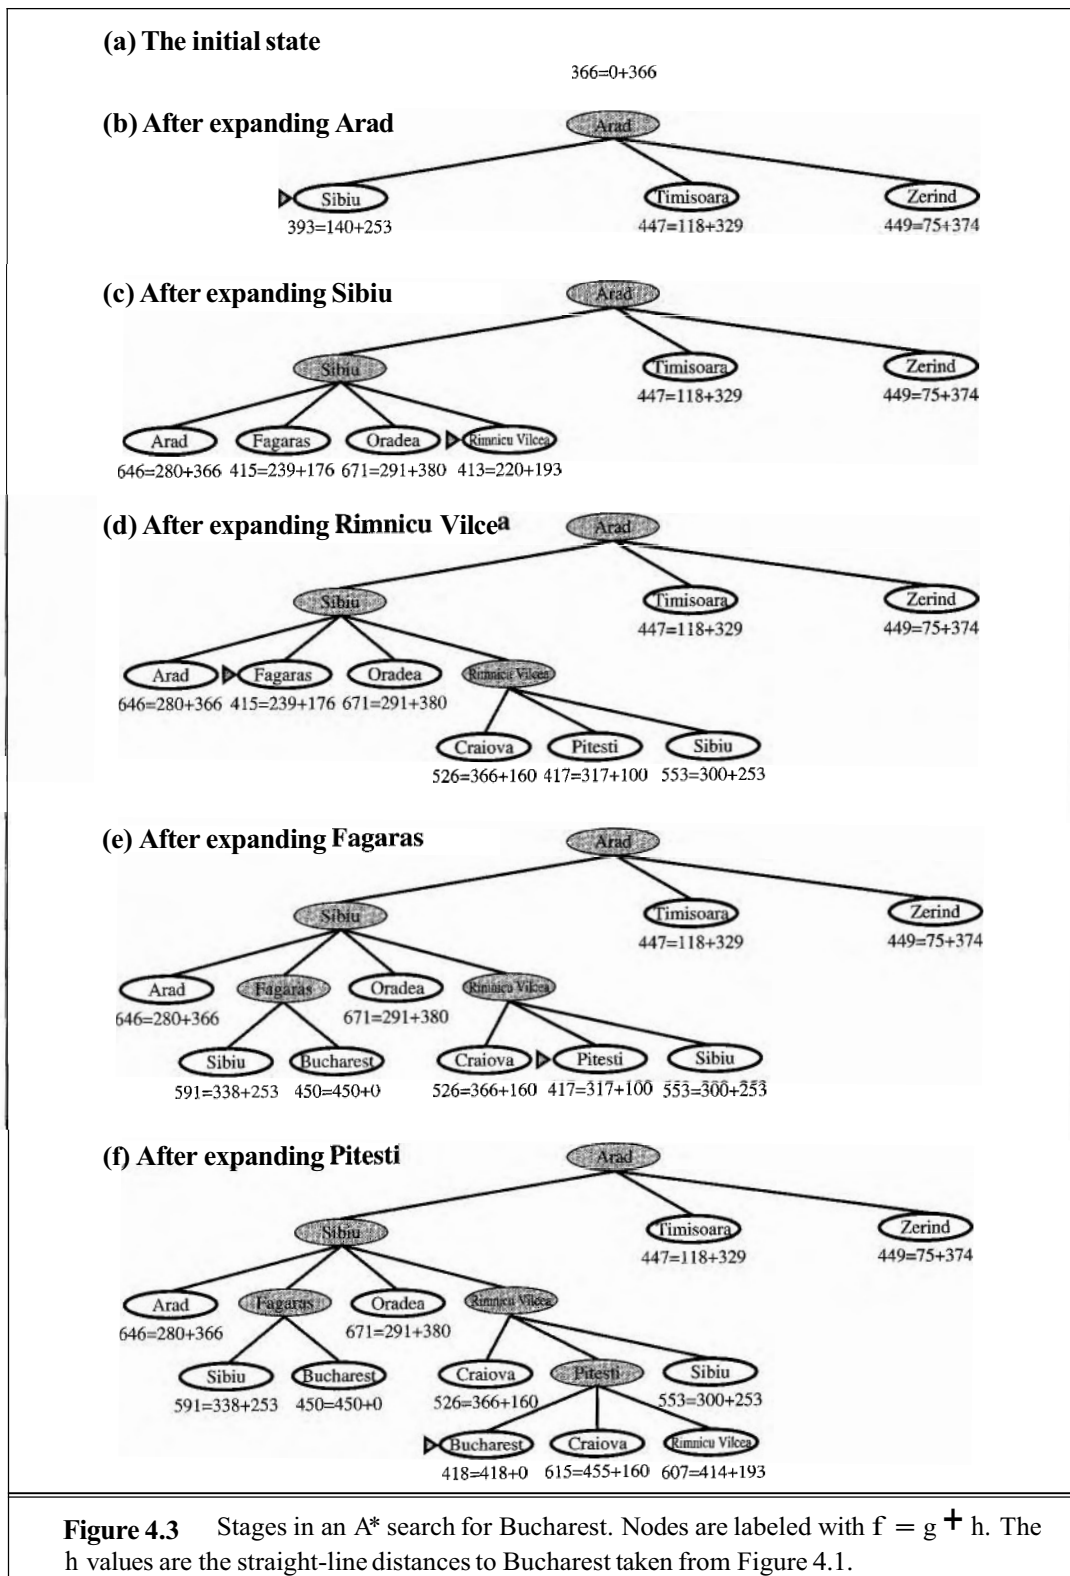 (a) The initial state
366=0+366
(b) After expanding Arad
Arad
Sibiu Timisoara Zerind
393=140+253 447=118+329 449=75+374
(c) After expanding Sibiu
Arad
Sibiu Timisoara Zerind
447=118+329 449=75+374
Arad Fagaras Oradea Rimnicu Vilcea
646=280+366 415=239+176 671=291+380 413=220+193
(d) After expanding Rimnicu Vilcea
Arad
Sibiu Timisoara Zerind
447=118+329 449=75+374
Arad Fagaras Oradea Rimnicu Vilcea
646=280+366 415=239+176 671=291+380
Craiova Pitesti Sibiu
526=366+160 417=317+100 553=300+253
(e) After expanding Fagaras
Arad
Sibiu Timisoara Zerind
447=118+329 449=75+374
Arad Fagaras Oradea Rimnicu Vilcea
646=280+366 671=291+380
Sibiu Bucharest Craiova Pitesti Sibiu
591=338+253 450=450+0 526=366+160 417=317+100 553=300+253
(f) After expanding Pitesti
Arad
Sibiu Timisoara Zerind
447=118+329 449=75+374
Arad Fagaras Oradea Rimnicu Vilcea
646=280+366 671=291+380
Sibiu Bucharest Craiova Pitesti Sibiu
591=338+253 450=450+0 526=366+160 553=300+253
Bucharest Craiova Rimnicu Vilcea
418=418+0 615=455+160 607=414+193
Figure 4.3 Stages in an A* search for Bucharest. Nodes are labeled with f = g + h. The
h values are the straight-line distances to Bucharest taken from Figure 4.1.